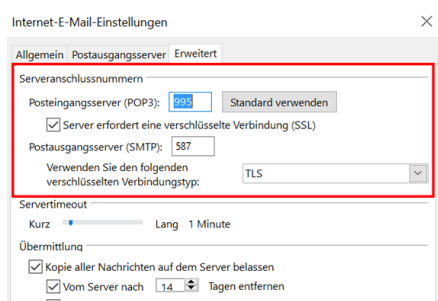 Internet-E-Mail-Einstellungen
Allgemein Postausgangsserver Erweitert
Serveranschlussnummern
Posteingangsserver (POP3): 995 Standard verwenden
Server erfordert eine verschlüsselte Verbindung (SSL)
Postausgangsserver (SMTP): 587
Verwenden Sie den folgenden
verschlüsselten Verbindungstyp: TLS
Servertimeout
Kurz Lang 1 Minute
Übermittlung
Kopie aller Nachrichten auf dem Server belassen
Vom Server nach 14 Tagen entfernen